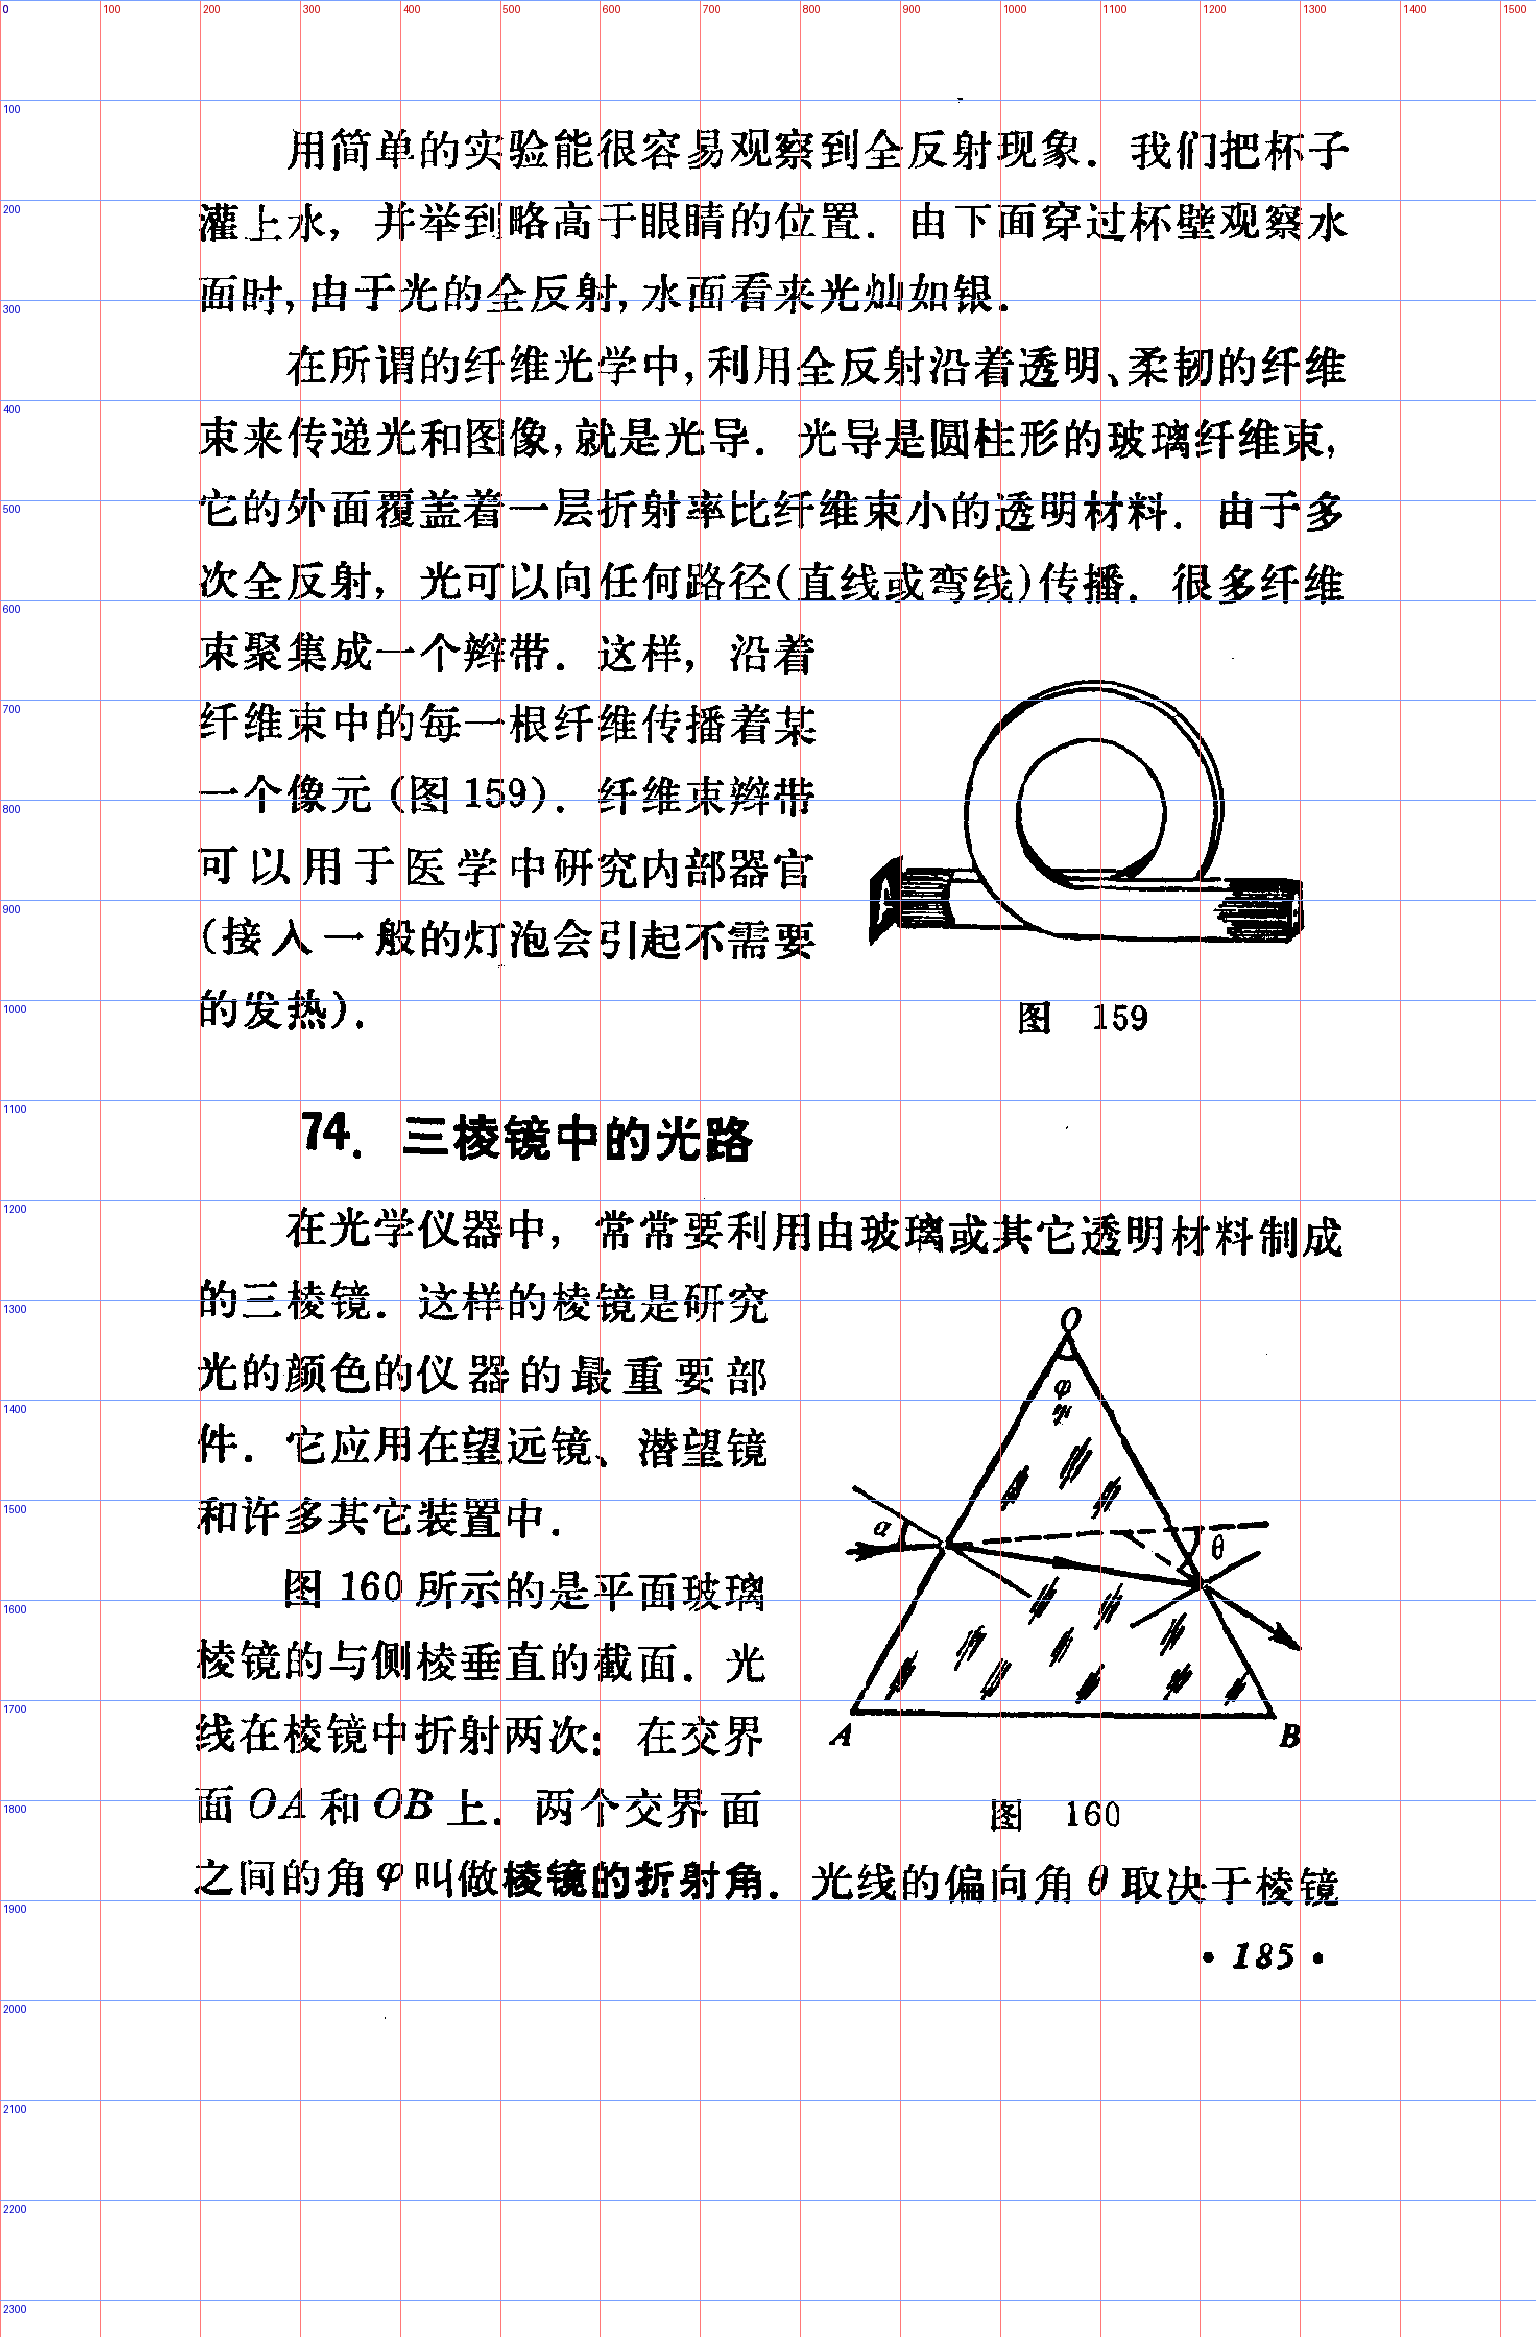 用简单的实验能很容易观察到全反射现象．我们把杯子
灌上水，并举到略高于眼睛的位置．由下面穿过杯壁观察水
面时，由于光的全反射，水面看来光灿如银．
在所谓的纤维光学中，利用全反射沿着透明、柔韧的纤维
束来传递光和图像，就是光导．光导是圆柱形的玻璃纤维束，
它的外面覆盖着一层折射率比纤维束小的透明材料．由于多
次全反射，光可以向任何路径(直线或弯线)传播．很多纤维
束聚集成一个辫带．这样，沿着
纤维束中的每一根纤维传播着某
一个像元 (图 159)．纤维束辫带
可以用于医学中研究内部器官
(接入一般的灯泡会引起不需要
的发热)．
图 159
74．三棱镜中的光路
在光学仪器中，常常要利用由玻璃或其它透明材料制成
的三棱镜．这样的棱镜是研究
光的颜色的仪器的最重要部
件．它应用在望远镜、潜望镜
和许多其它装置中．
图 160 所示的是平面玻璃
棱镜的与侧棱垂直的截面．光
线在棱镜中折射两次：在交界
面 OA 和 OB 上．两个交界面
O
φ
α
θ
A
B
图 160
之间的角 φ 叫做棱镜的折射角．光线的偏向角 θ 取决于棱镜
• 185 •